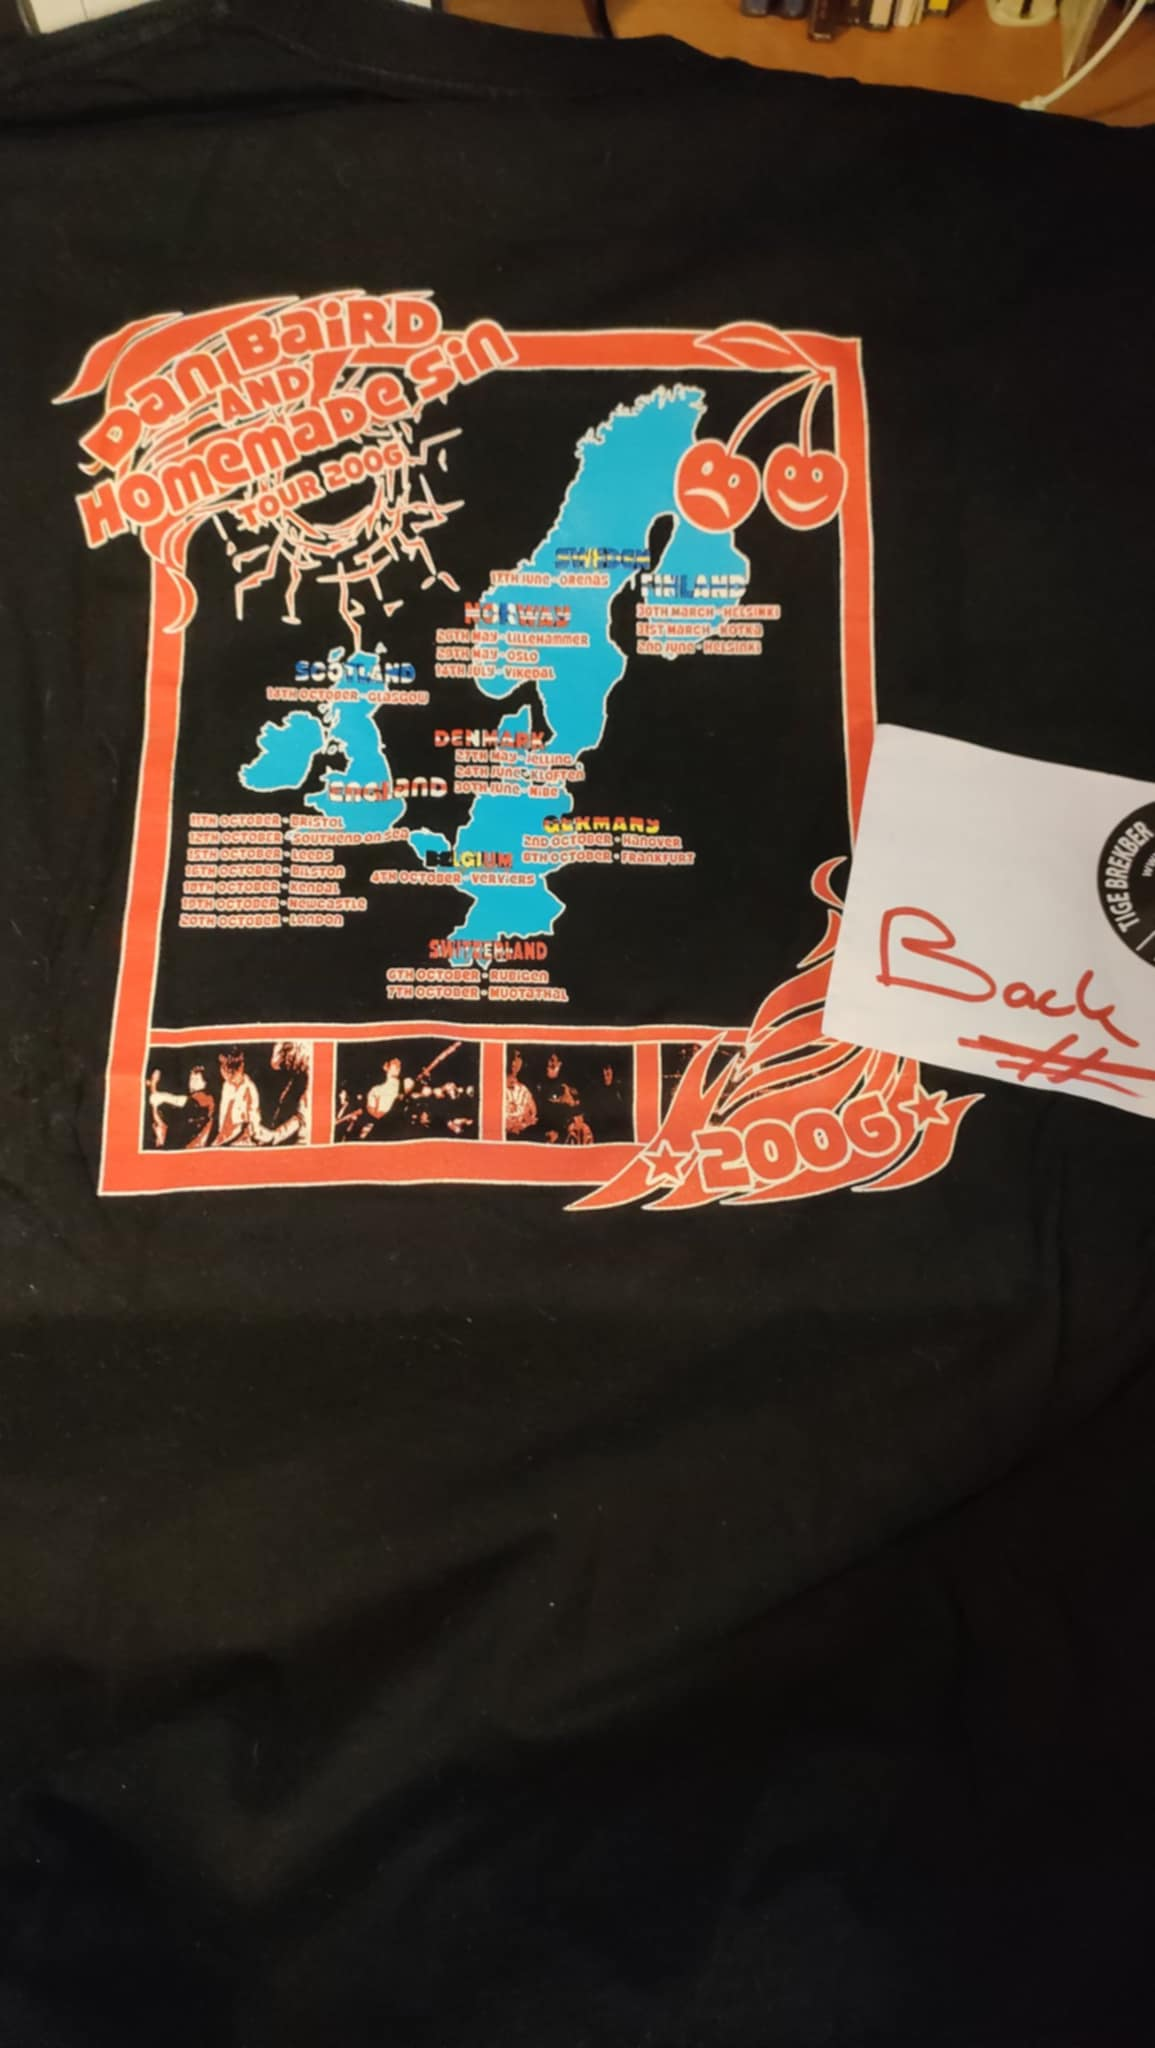 Dan Baird
AND
Homemade Sin
TOUR 2006
SWEDEN
17TH June - Orenas
FINLAND
30TH MARCH - HELSINKI
31ST MARCH - KOTKA
2ND June - HELSINKI
NORWAY
26TH MAY - Lillehammer
28TH MAY - OSLO
14TH JULY - Vikedal
SCOTLAND
14TH OCTOBER - GLASGOW
DENMARK
27TH MAY - Jelling
24TH June - KLOFTEN
30TH June - NiBe
ENGLAND
11TH OCTOBER - BRISTOL
12TH OCTOBER - SOUTHEND on Sea
15TH OCTOBER - Leeds
16TH OCTOBER - BILSTON
18TH OCTOBER - Kendal
19TH OCTOBER - NEWCASTLE
20TH OCTOBER - London
GERMANY
2ND OCTOBER - Hanover
8TH OCTOBER - FRANKFURT
BELGIUM
4TH OCTOBER - Verviers
SWITZERLAND
6TH OCTOBER - RUBIGEN
7TH OCTOBER - MUOTATHAL
2006
TIGE BREKBER
WW
Back